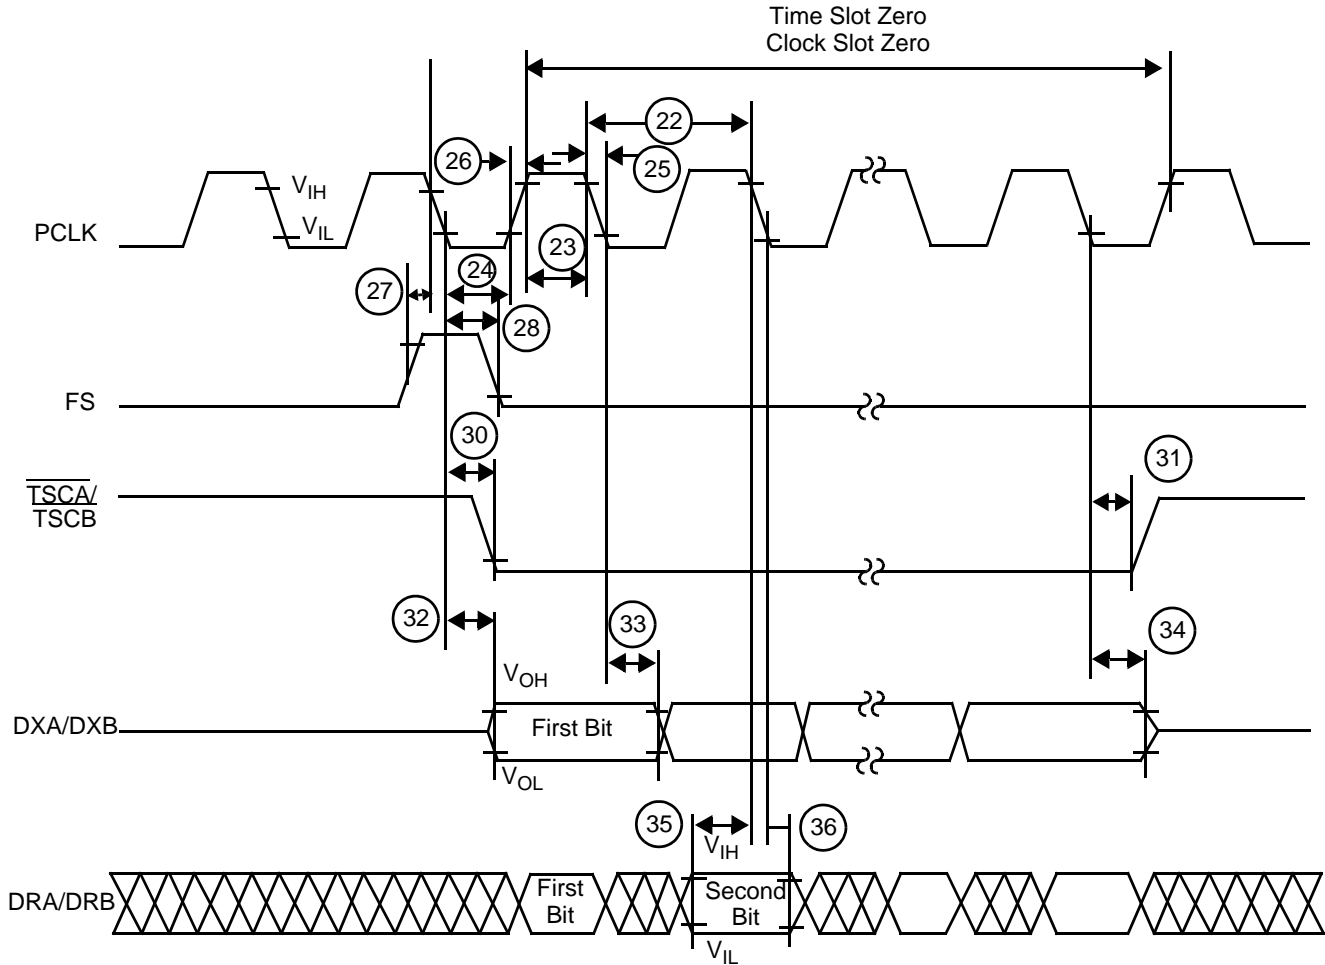 Time Slot Zero
Clock Slot Zero
22
26
25
VIH
VIL
PCLK
23
24
27
28
FS
30
31
TSCA/
TSCB
32
33
34
VOH
DXA/DXB
First Bit
VOL
35
36
VIH
DRA/DRB
First
Bit
Second
Bit
VIL